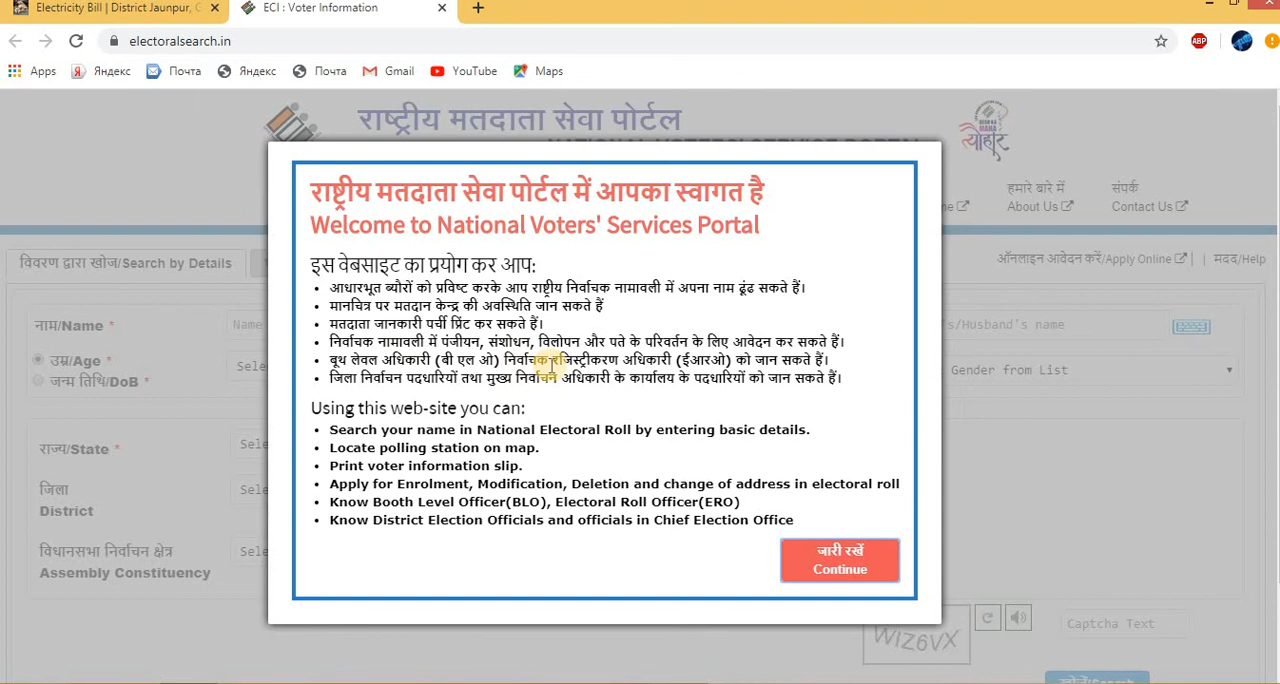 Electricity Bill | District Jaunpur,
ECI : Voter Information
electoralsearch.in
ABP
Apps
Яндекс
Почта
Яндекс
Почта
Gmail
YouTube
Maps
राष्ट्रीय मतदाता सेवा पोर्टल
त्योहार
हमारे बारे में
About Us
संपर्क
Contact Us
विवरण द्वारा खोज/Search by Details
ऑनलाइन आवेदन करें/Apply Online
मदद/Help
राष्ट्रीय मतदाता सेवा पोर्टल में आपका स्वागत है
Welcome to National Voters' Services Portal
इस वेबसाइट का प्रयोग कर आप:
• आधारभूत ब्यौरों को प्रविष्ट करके आप राष्ट्रीय निर्वाचक नामावली में अपना नाम ढूंढ सकते हैं।
• मानचित्र पर मतदान केन्द्र की अवस्थिति जान सकते हैं
• मतदाता जानकारी पर्ची प्रिंट कर सकते हैं।
• निर्वाचक नामावली में पंजीयन, संशोधन, विलोपन और पते के परिवर्तन के लिए आवेदन कर सकते हैं।
• बूथ लेवल अधिकारी (बी एल ओ) निर्वाचक रजिस्ट्रीकरण अधिकारी (ईआरओ) को जान सकते हैं।
• जिला निर्वाचन पदधारियों तथा मुख्य निर्वाचन अधिकारी के कार्यालय के पदधारियों को जान सकते हैं।
Using this web-site you can:
• Search your name in National Electoral Roll by entering basic details.
• Locate polling station on map.
• Print voter information slip.
• Apply for Enrolment, Modification, Deletion and change of address in electoral roll
• Know Booth Level Officer(BLO), Electoral Roll Officer(ERO)
• Know District Election Officials and officials in Chief Election Office
जारी रखें
Continue
नाम/Name *
Name
s/Husband's name
उम्र/Age *
जन्म तिथि/DoB *
Gender from List
राज्य/State *
जिला
District
विधानसभा निर्वाचन क्षेत्र
Assembly Constituency
WIZ6VX
Captcha Text